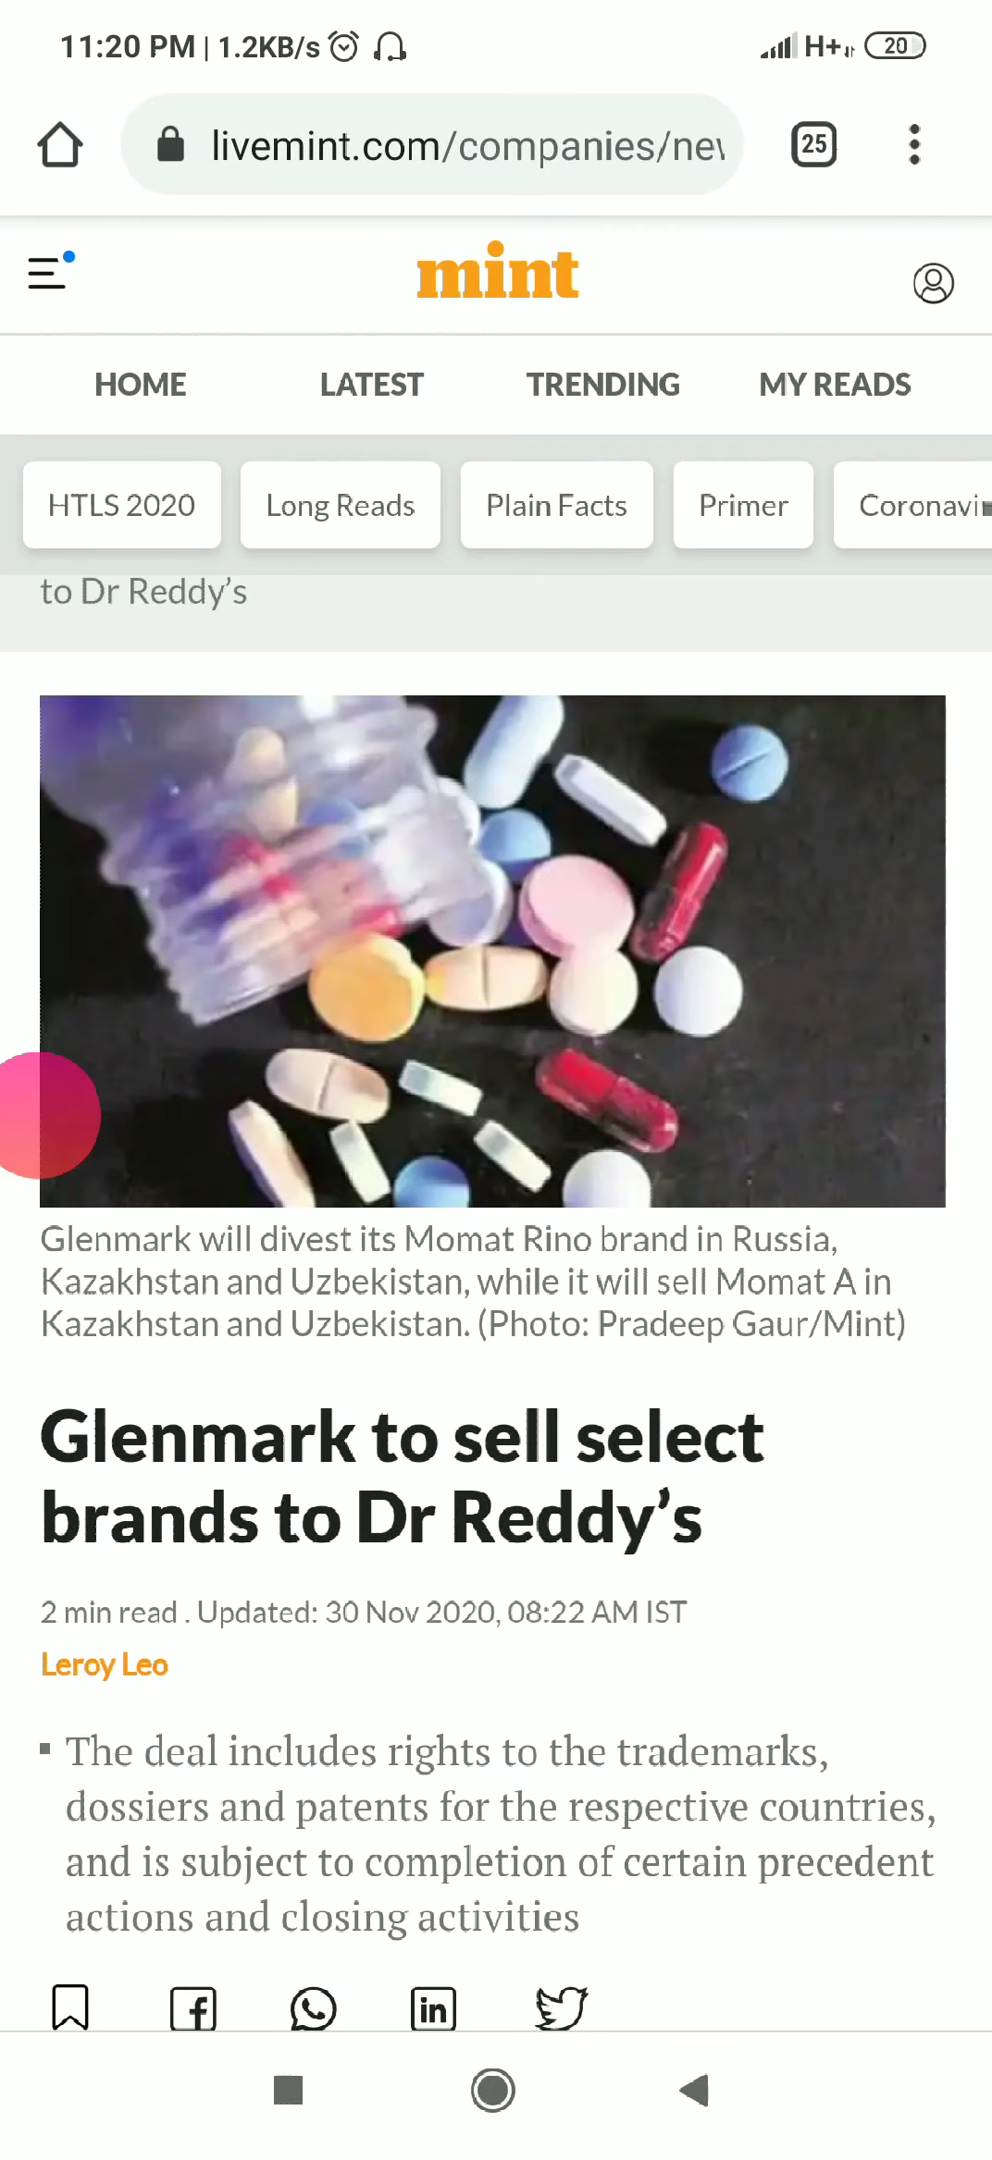 11:20 PM | 1.2KB/s
H+
20
livemint.com/companies/nev
25
mint
HOME LATEST TRENDING MY READS
HTLS 2020 Long Reads Plain Facts Primer Coronavi
to Dr Reddy’s
Glenmark will divest its Momat Rino brand in Russia,
Kazakhstan and Uzbekistan, while it will sell Momat A in
Kazakhstan and Uzbekistan. (Photo: Pradeep Gaur/Mint)
Glenmark to sell select
brands to Dr Reddy’s
2 min read . Updated: 30 Nov 2020, 08:22 AM IST
Leroy Leo
▪ The deal includes rights to the trademarks,
dossiers and patents for the respective countries,
and is subject to completion of certain precedent
actions and closing activities